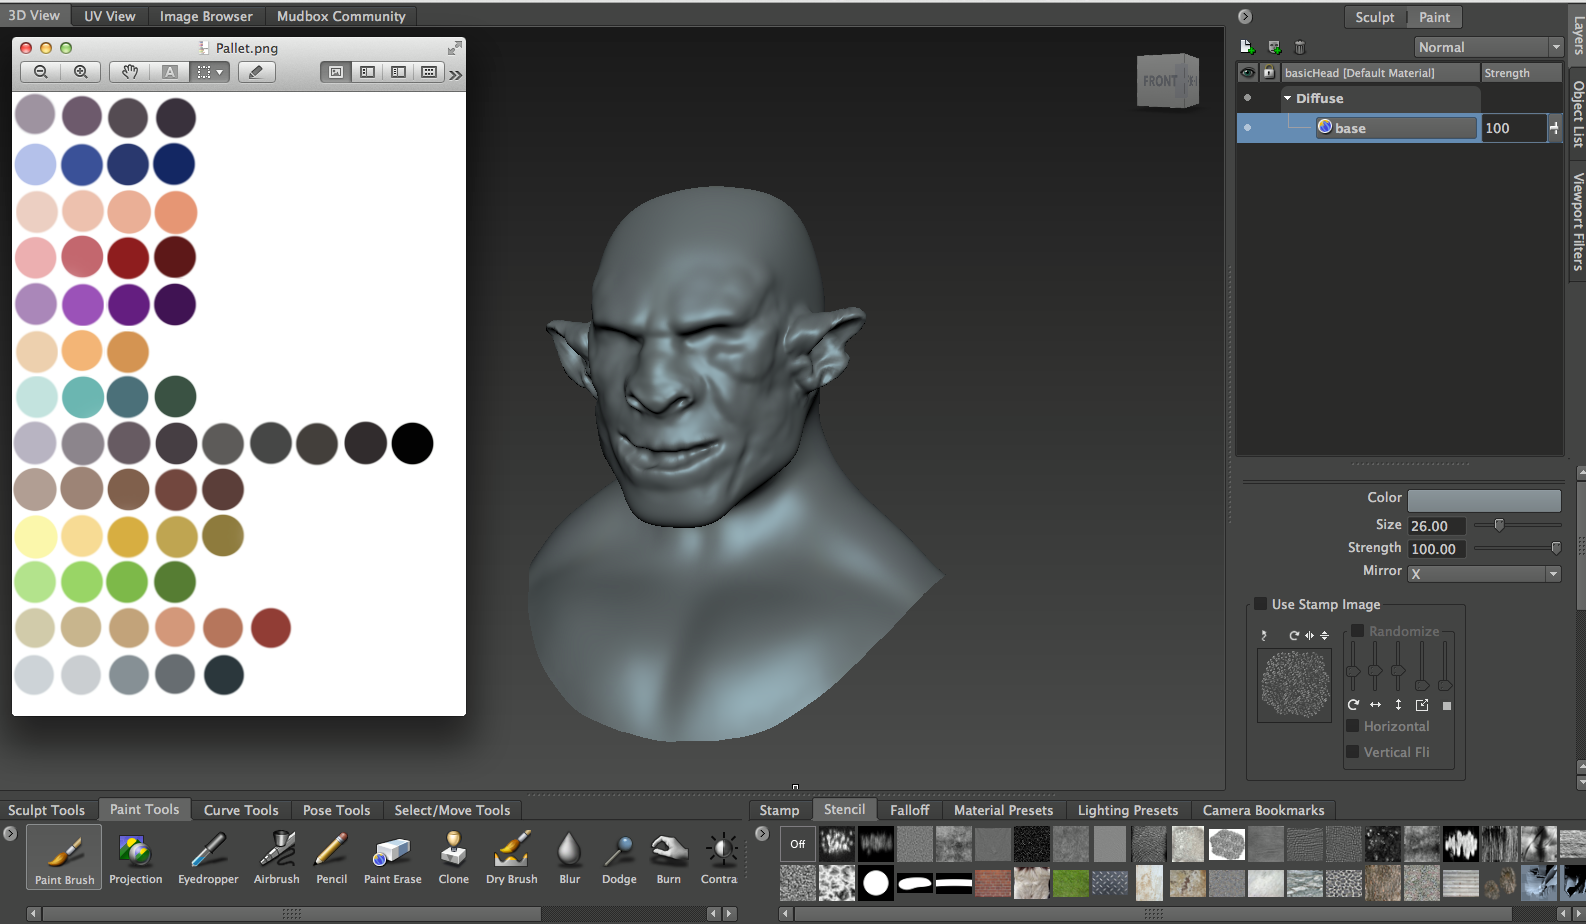 3D View UV View Image Browser Mudbox Community
Pallet.png
A
FRONT
Sculpt Paint
Normal
basicHead [Default Material] Strength
Diffuse
base 100
Layers
Object List
Viewport Filters
Color
Size 26.00
Strength 100.00
Mirror X
Use Stamp Image
Randomize
Horizontal
Vertical Fli
Sculpt Tools Paint Tools Curve Tools Pose Tools Select/Move Tools
Paint Brush Projection Eyedropper Airbrush Pencil Paint Erase Clone Dry Brush Blur Dodge Burn Contra
Stamp Stencil Falloff Material Presets Lighting Presets Camera Bookmarks
Off